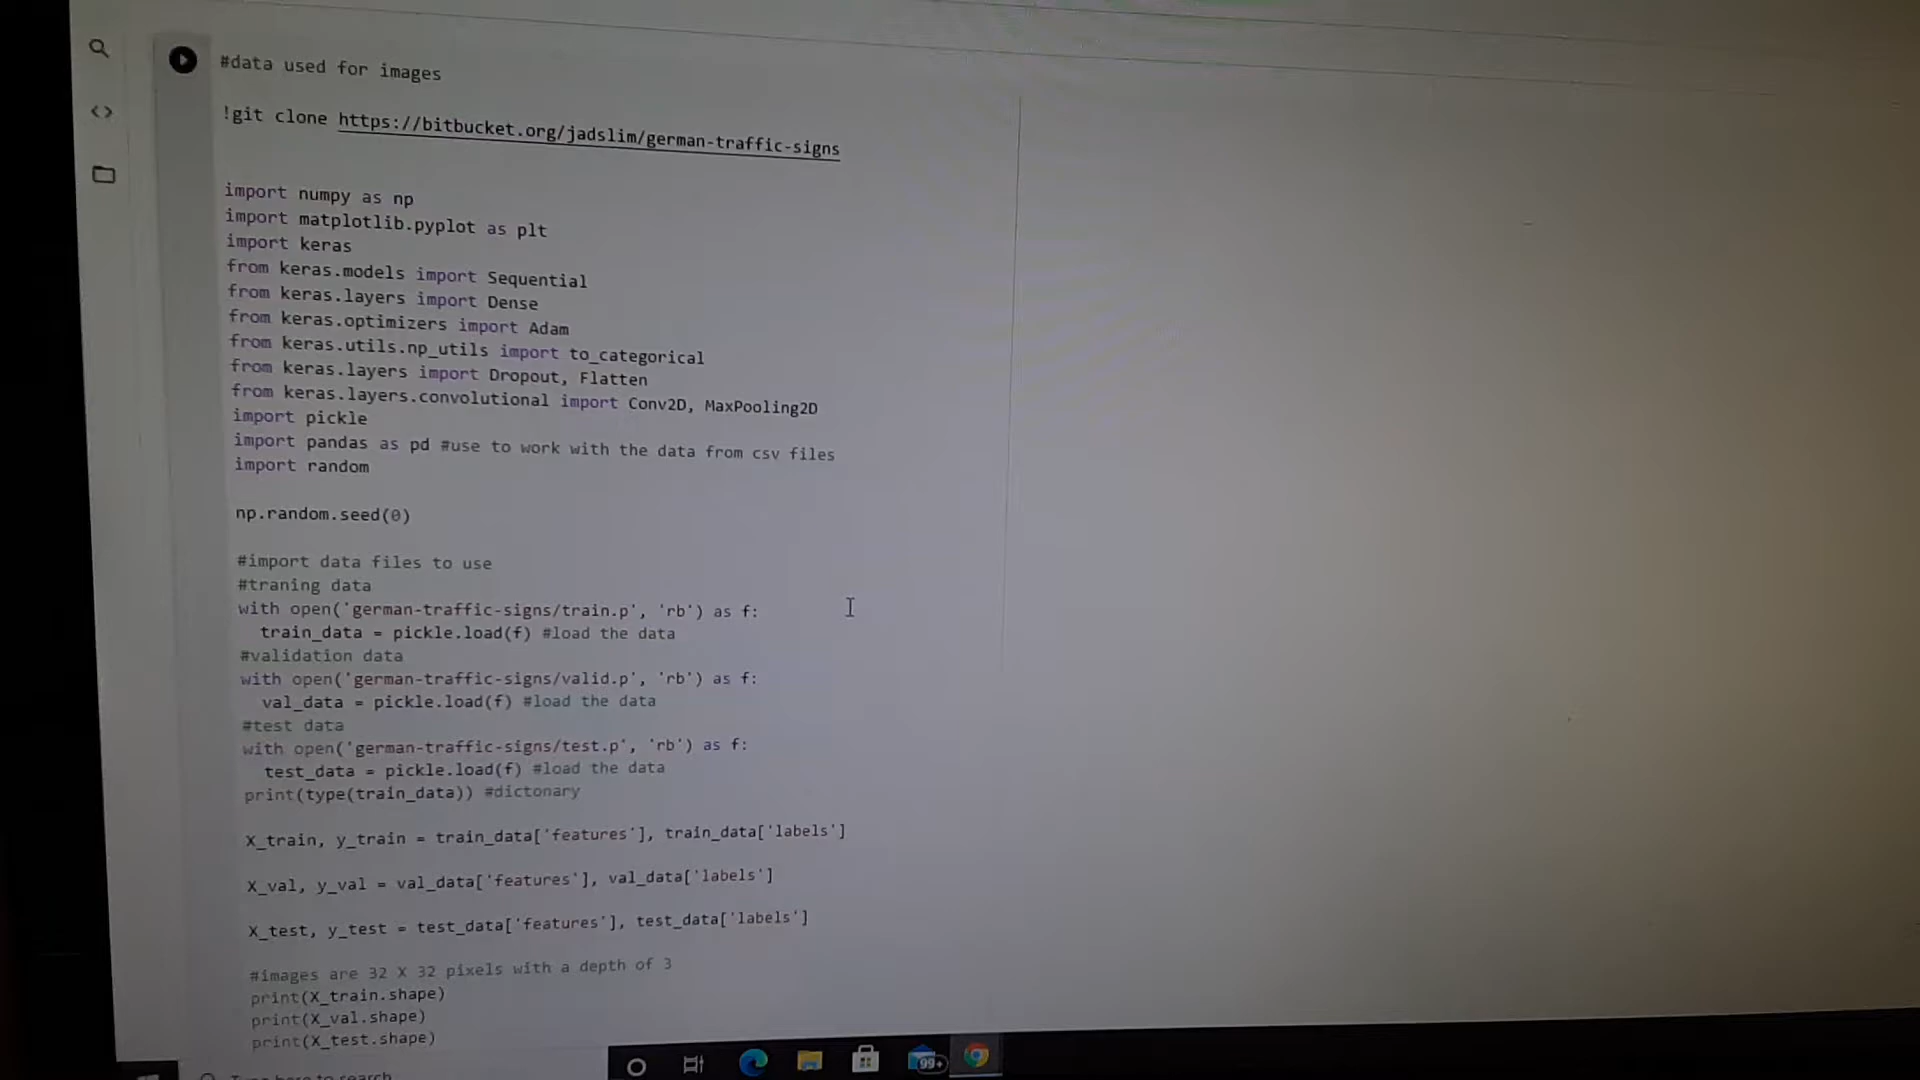 #data used for images
!git clone https://bitbucket.org/jadslim/german-traffic-signs
import numpy as np
import matplotlib.pyplot as plt
import keras
from keras.models import Sequential
from keras.layers import Dense
from keras.optimizers import Adam
from keras.utils.np_utils import to_categorical
from keras.layers import Dropout, Flatten
from keras.layers.convolutional import Conv2D, MaxPooling2D
import pickle
import pandas as pd #use to work with the data from csv files
import random
np.random.seed(0)
#import data files to use
#traning data
with open('german-traffic-signs/train.p', 'rb') as f:
  train_data = pickle.load(f) #load the data
#validation data
with open('german-traffic-signs/valid.p', 'rb') as f:
  val_data = pickle.load(f) #load the data
#test data
with open('german-traffic-signs/test.p', 'rb') as f:
  test_data = pickle.load(f) #load the data
print(type(train_data)) #dictonary
X_train, y_train = train_data['features'], train_data['labels']
X_val, y_val = val_data['features'], val_data['labels']
X_test, y_test = test_data['features'], test_data['labels']
#images are 32 X 32 pixels with a depth of 3
print(X_train.shape)
print(X_val.shape)
print(X_test.shape)
99+
Type here to search